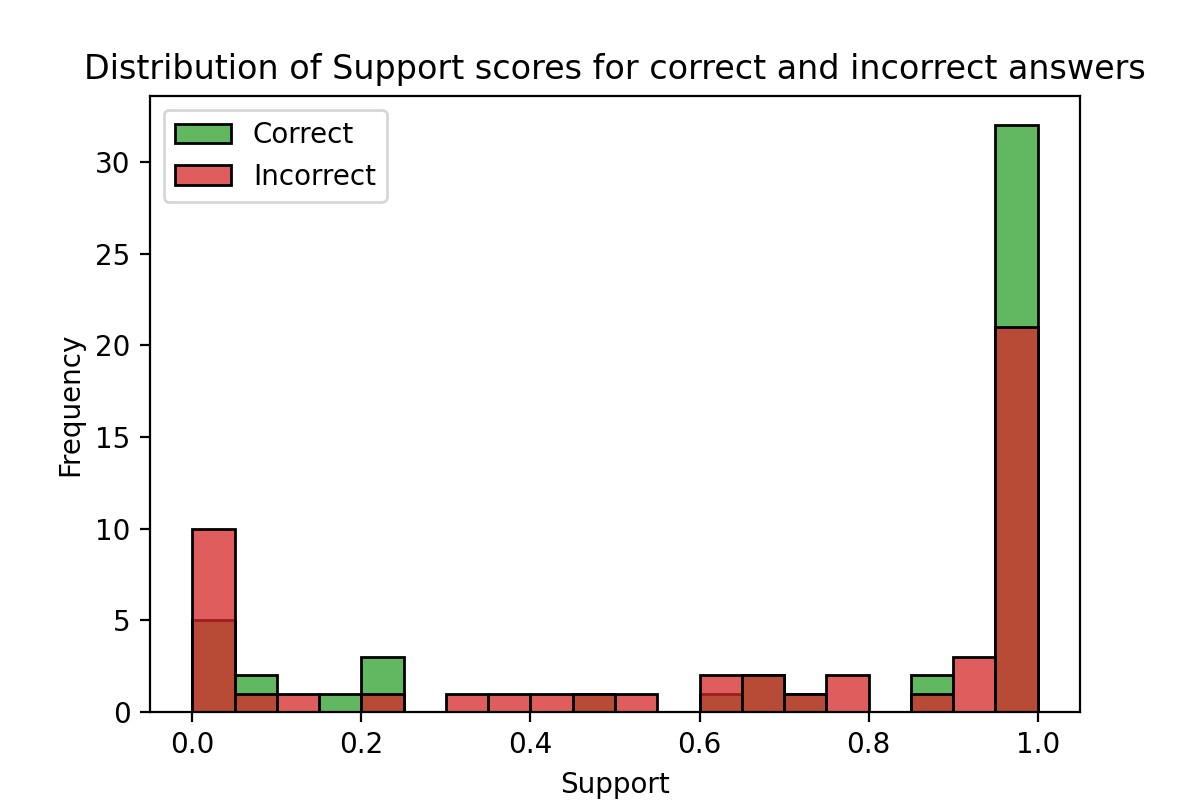 Distribution of Support scores for correct and incorrect answers
Correct
Incorrect
Frequency
30
25
20
15
10
5
0
0.0 0.2 0.4 0.6 0.8 1.0
Support